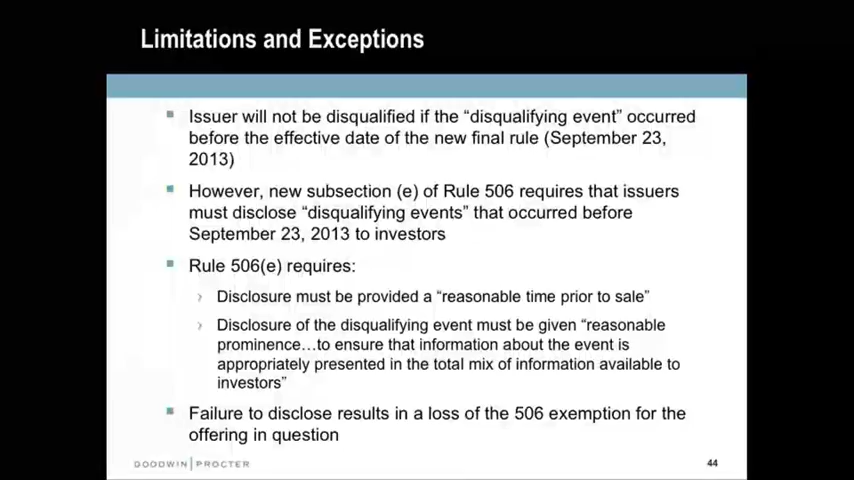 Limitations and Exceptions
Issuer will not be disqualified if the “disqualifying event” occurred
before the effective date of the new final rule (September 23,
2013)
However, new subsection (e) of Rule 506 requires that issuers
must disclose “disqualifying events” that occurred before
September 23, 2013 to investors
Rule 506(e) requires:
Disclosure must be provided a “reasonable time prior to sale”
Disclosure of the disqualifying event must be given “reasonable
prominence…to ensure that information about the event is
appropriately presented in the total mix of information available to
investors”
Failure to disclose results in a loss of the 506 exemption for the
offering in question
GOODWIN PROCTER
44